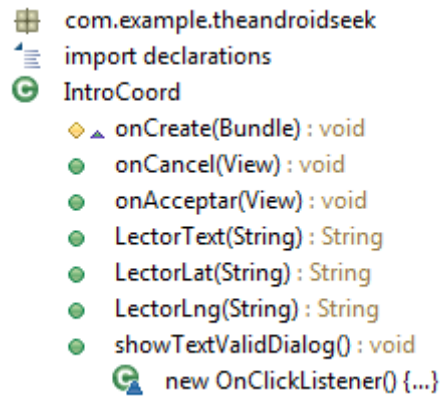 com.example.theandroidseek
import declarations
IntroCoord
onCreate(Bundle) : void
onCancel(View) : void
onAcceptar(View) : void
LectorText(String) : String
LectorLat(String) : String
LectorLng(String) : String
showTextValidDialog() : void
new OnClickListener() {...}